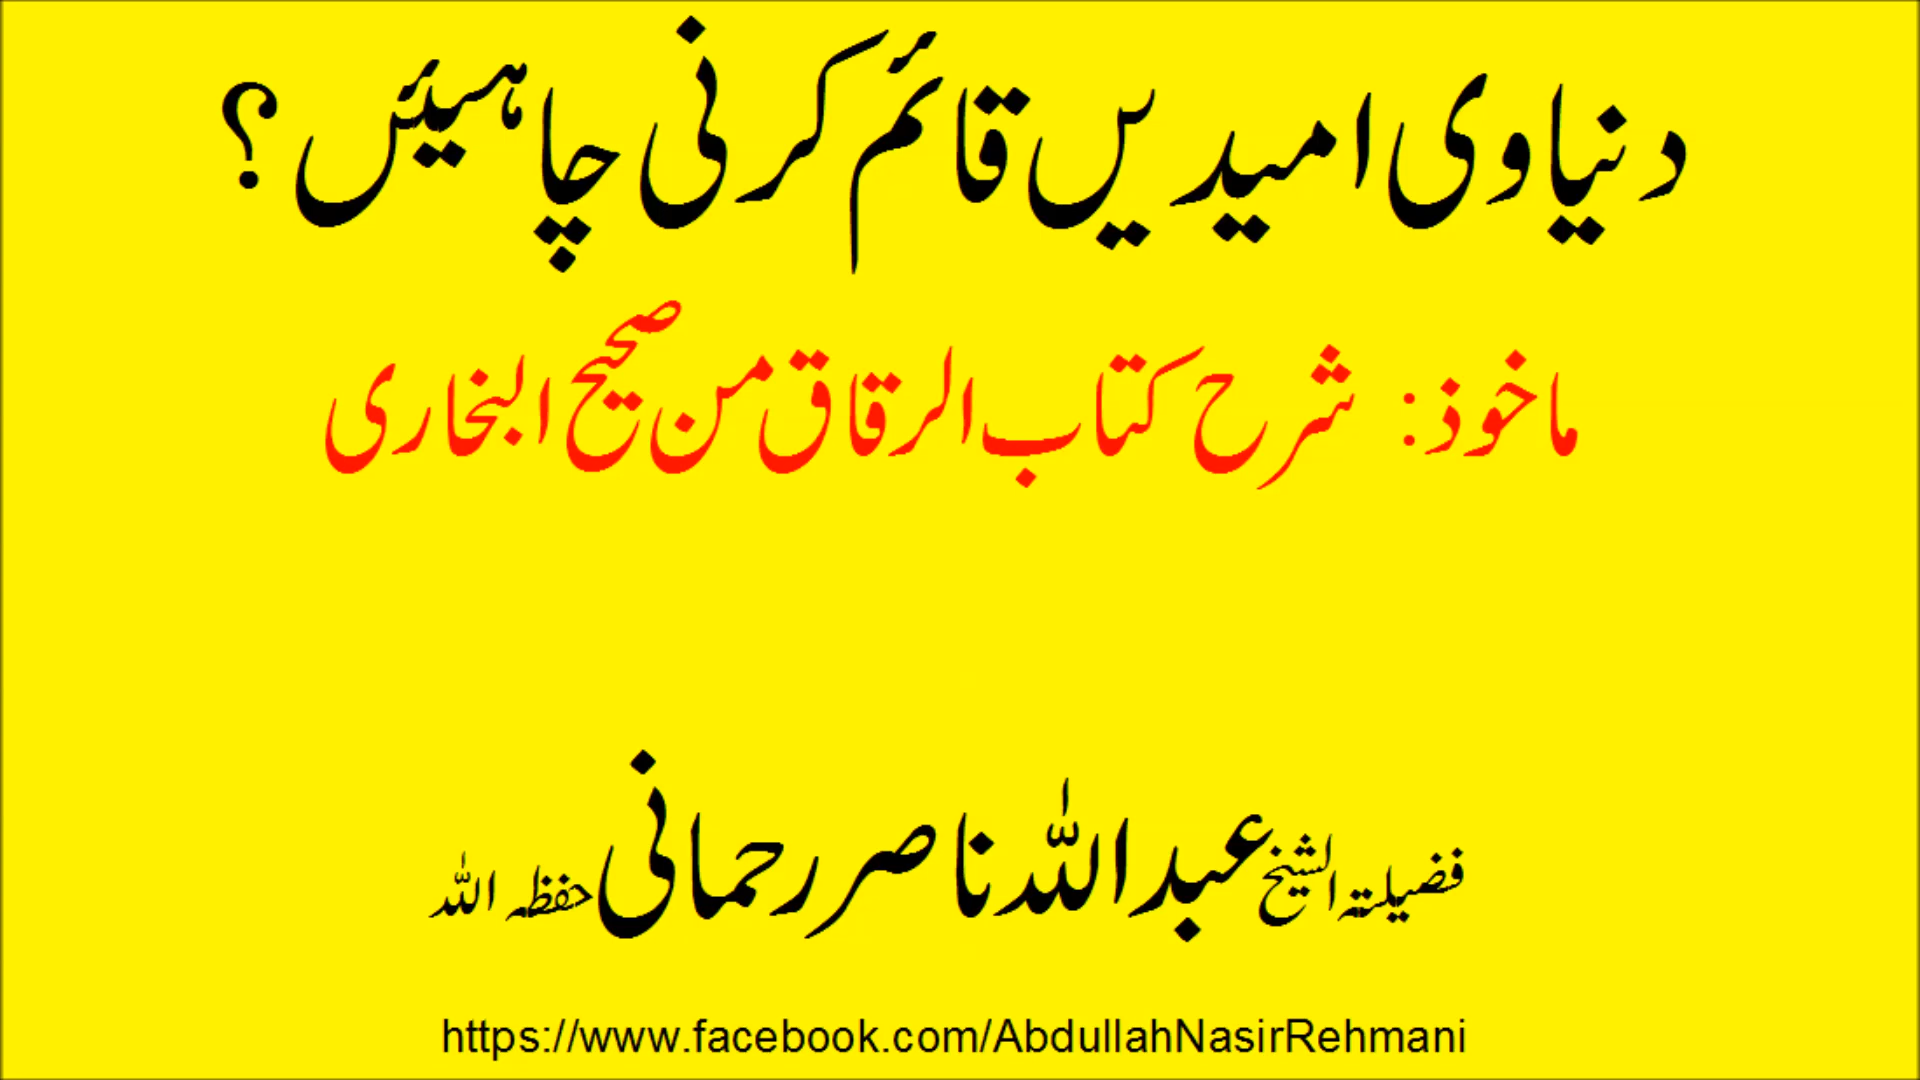 دنیاوی امیدیں قائم کرنی چاہیئں؟
ماخوذ: شرح کتاب الرقاق من صحیح البخاری
فضیلتہ الشیخ عبداللہ ناصر رحمانی حفظہ اللہ
https://www.facebook.com/AbdullahNasirRehmani